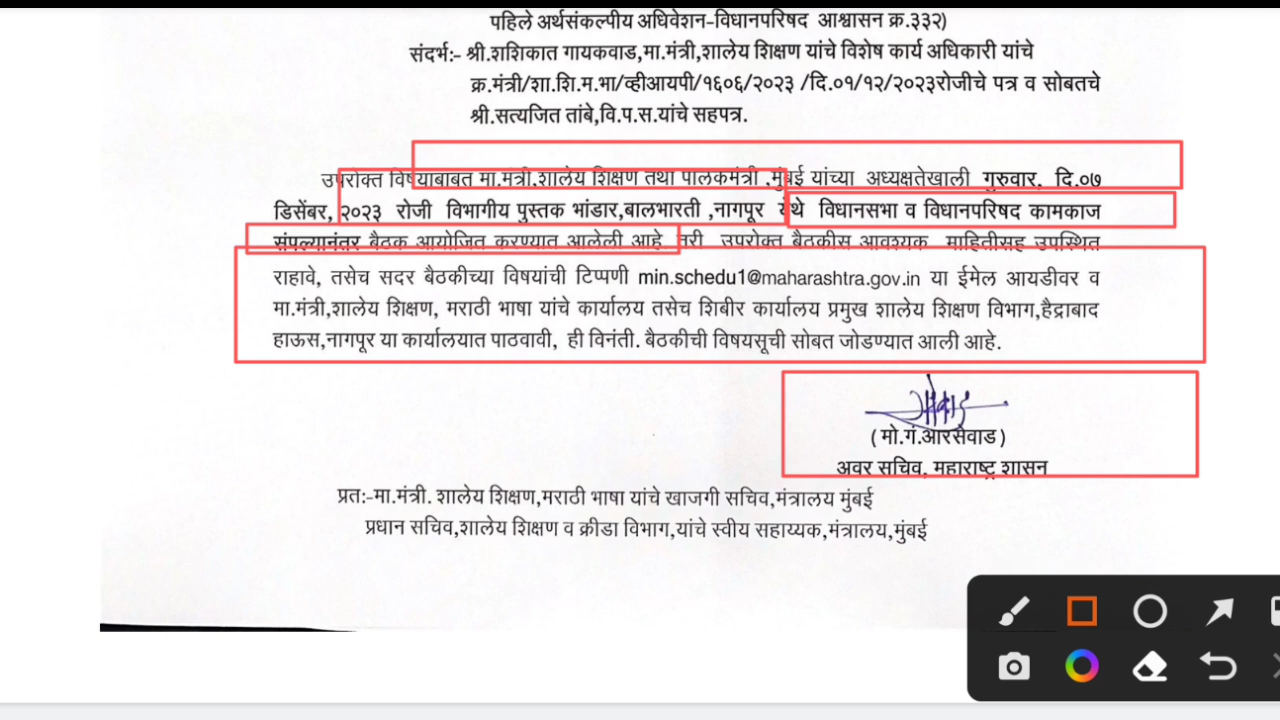 पहिले अर्थसंकल्पीय अधिवेशन-विधानपरिषद आश्वासन क्र.३३२)
संदर्भ:- श्री.शशिकात गायकवाड,मा.मंत्री,शालेय शिक्षण यांचे विशेष कार्य अधिकारी यांचे
क्र.मंत्री/शा.शि.म.भा/व्हीआयपी/१६०६/२०२३ /दि.०१/१२/२०२३रोजीचे पत्र व सोबतचे
श्री.सत्यजित तांबे,वि.प.स.यांचे सहपत्र.
उपरोक्त विषयाबाबत मा.मंत्री,शालेय शिक्षण तथा पालकमंत्री ,मुंबई यांच्या अध्यक्षतेखाली गुरुवार, दि.०७
डिसेंबर, २०२३ रोजी विभागीय पुस्तक भांडार,बालभारती ,नागपूर येथे विधानसभा व विधानपरिषद कामकाज
संपल्यानंतर बैठक आयोजित करण्यात आलेली आहे तरी उपरोक्त बैठकीस आवश्यक माहितीसह उपस्थित
राहावे, तसेच सदर बैठकीच्या विषयांची टिप्पणी min.schedu1@maharashtra.gov.in या ईमेल आयडीवर व
मा.मंत्री,शालेय शिक्षण, मराठी भाषा यांचे कार्यालय तसेच शिबीर कार्यालय प्रमुख शालेय शिक्षण विभाग,हैद्राबाद
हाऊस,नागपूर या कार्यालयात पाठवावी, ही विनंती. बैठकीची विषयसूची सोबत जोडण्यात आली आहे.
(मो.गं.आरसेवाड)
अवर सचिव, महाराष्ट्र शासन
प्रत:-मा.मंत्री. शालेय शिक्षण,मराठी भाषा यांचे खाजगी सचिव,मंत्रालय मुंबई
प्रधान सचिव,शालेय शिक्षण व क्रीडा विभाग,यांचे स्वीय सहाय्यक,मंत्रालय,मुंबई